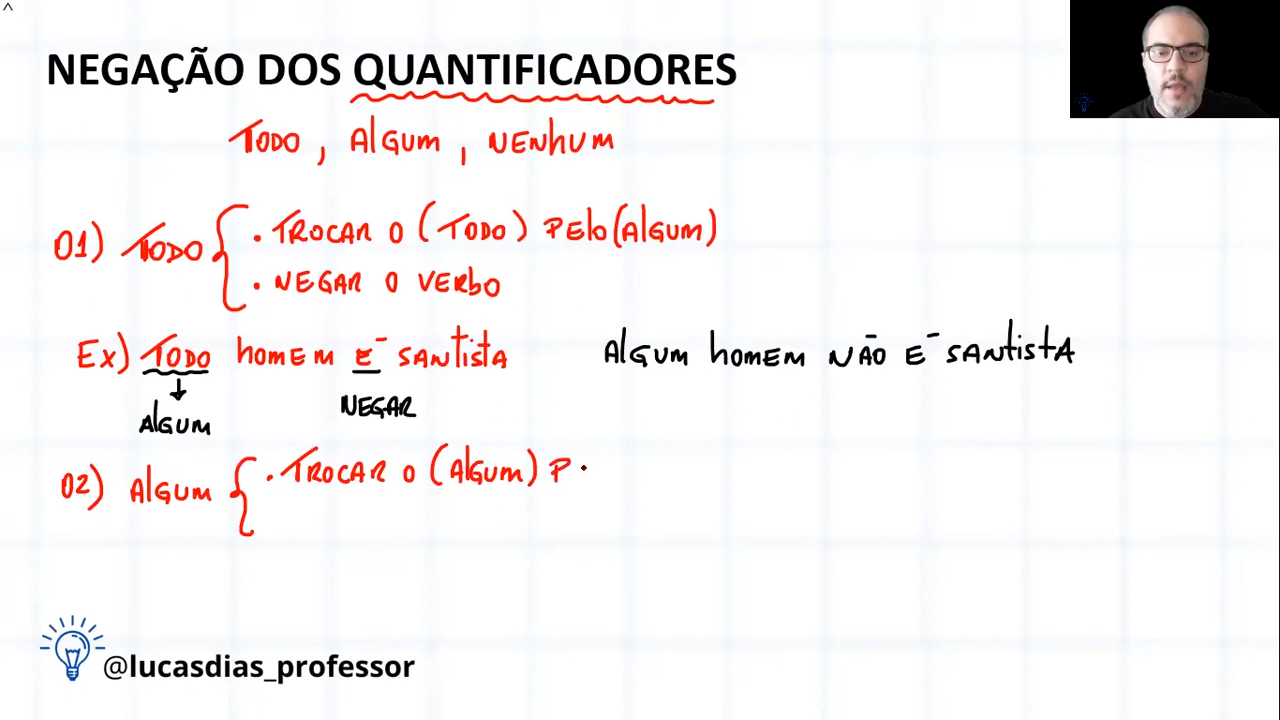 ^
NEGAÇÃO DOS QUANTIFICADORES
TODO, ALGUM, NENHUM
01) TODO { . TROCAR O (TODO) PELO (ALGUM)
. NEGAR O VERBO
Ex) TODO HOMEM É SANTISTA ALGUM HOMEM NÃO É SANTISTA
ALGUM NEGAR
02) ALGUM { . TROCAR O (ALGUM) P
@lucasdias_professor